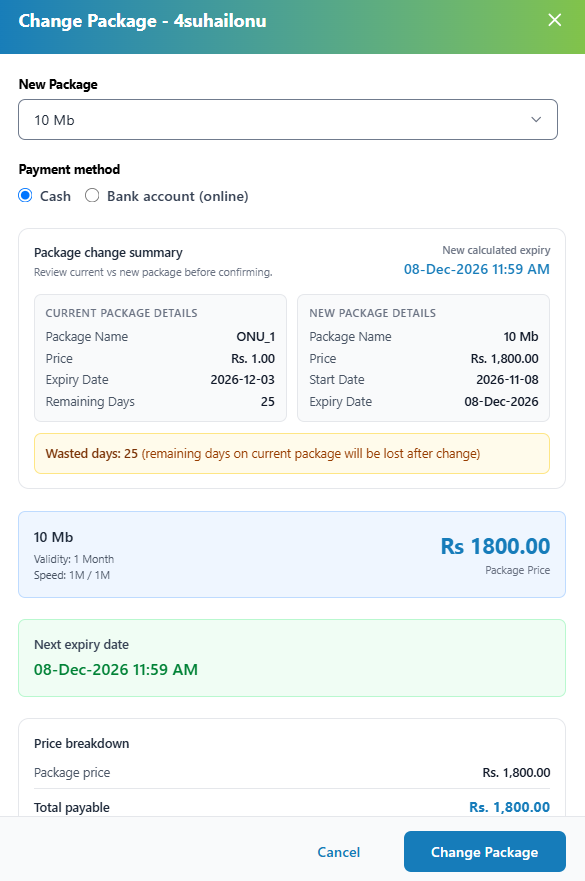 Change Package - 4suhailonu
New Package
10 Mb
Payment method
Cash Bank account (online)
Package change summary
Review current vs new package before confirming.
New calculated expiry
08-Dec-2026 11:59 AM
CURRENT PACKAGE DETAILS
Package Name ONU_1
Price Rs. 1.00
Expiry Date 2026-12-03
Remaining Days 25
NEW PACKAGE DETAILS
Package Name 10 Mb
Price Rs. 1,800.00
Start Date 2026-11-08
Expiry Date 08-Dec-2026
Wasted days: 25 (remaining days on current package will be lost after change)
10 Mb
Validity: 1 Month
Speed: 1M / 1M
Rs 1800.00
Package Price
Next expiry date
08-Dec-2026 11:59 AM
Price breakdown
Package price Rs. 1,800.00
Total payable Rs. 1,800.00
Cancel Change Package